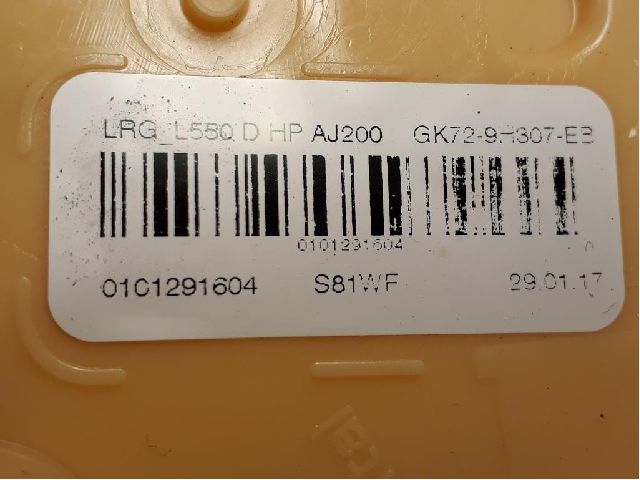 LRG_L550 D HP AJ200 GK72-9H307-EB
0101291604
0101291604 S81WF 29.01.17